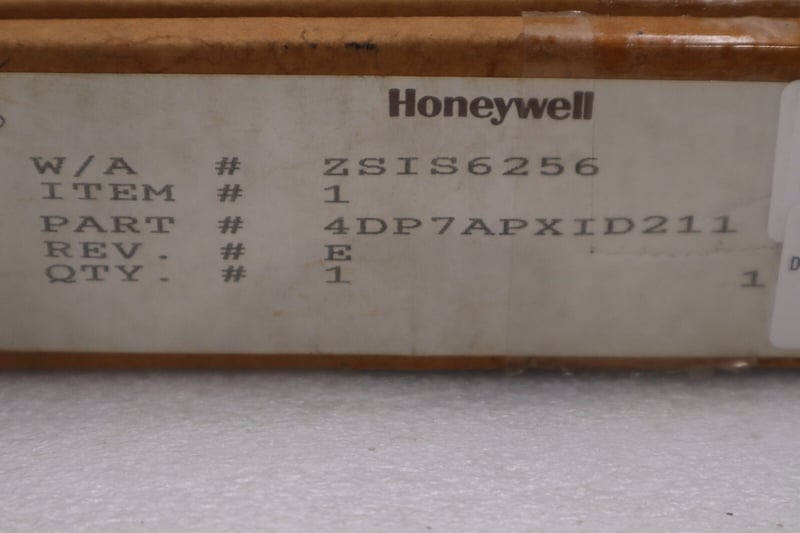 Honeywell
W/A # ZSIS6256
ITEM # 1
PART # 4DP7APXID211
REV. # E
QTY. # 1 1
D